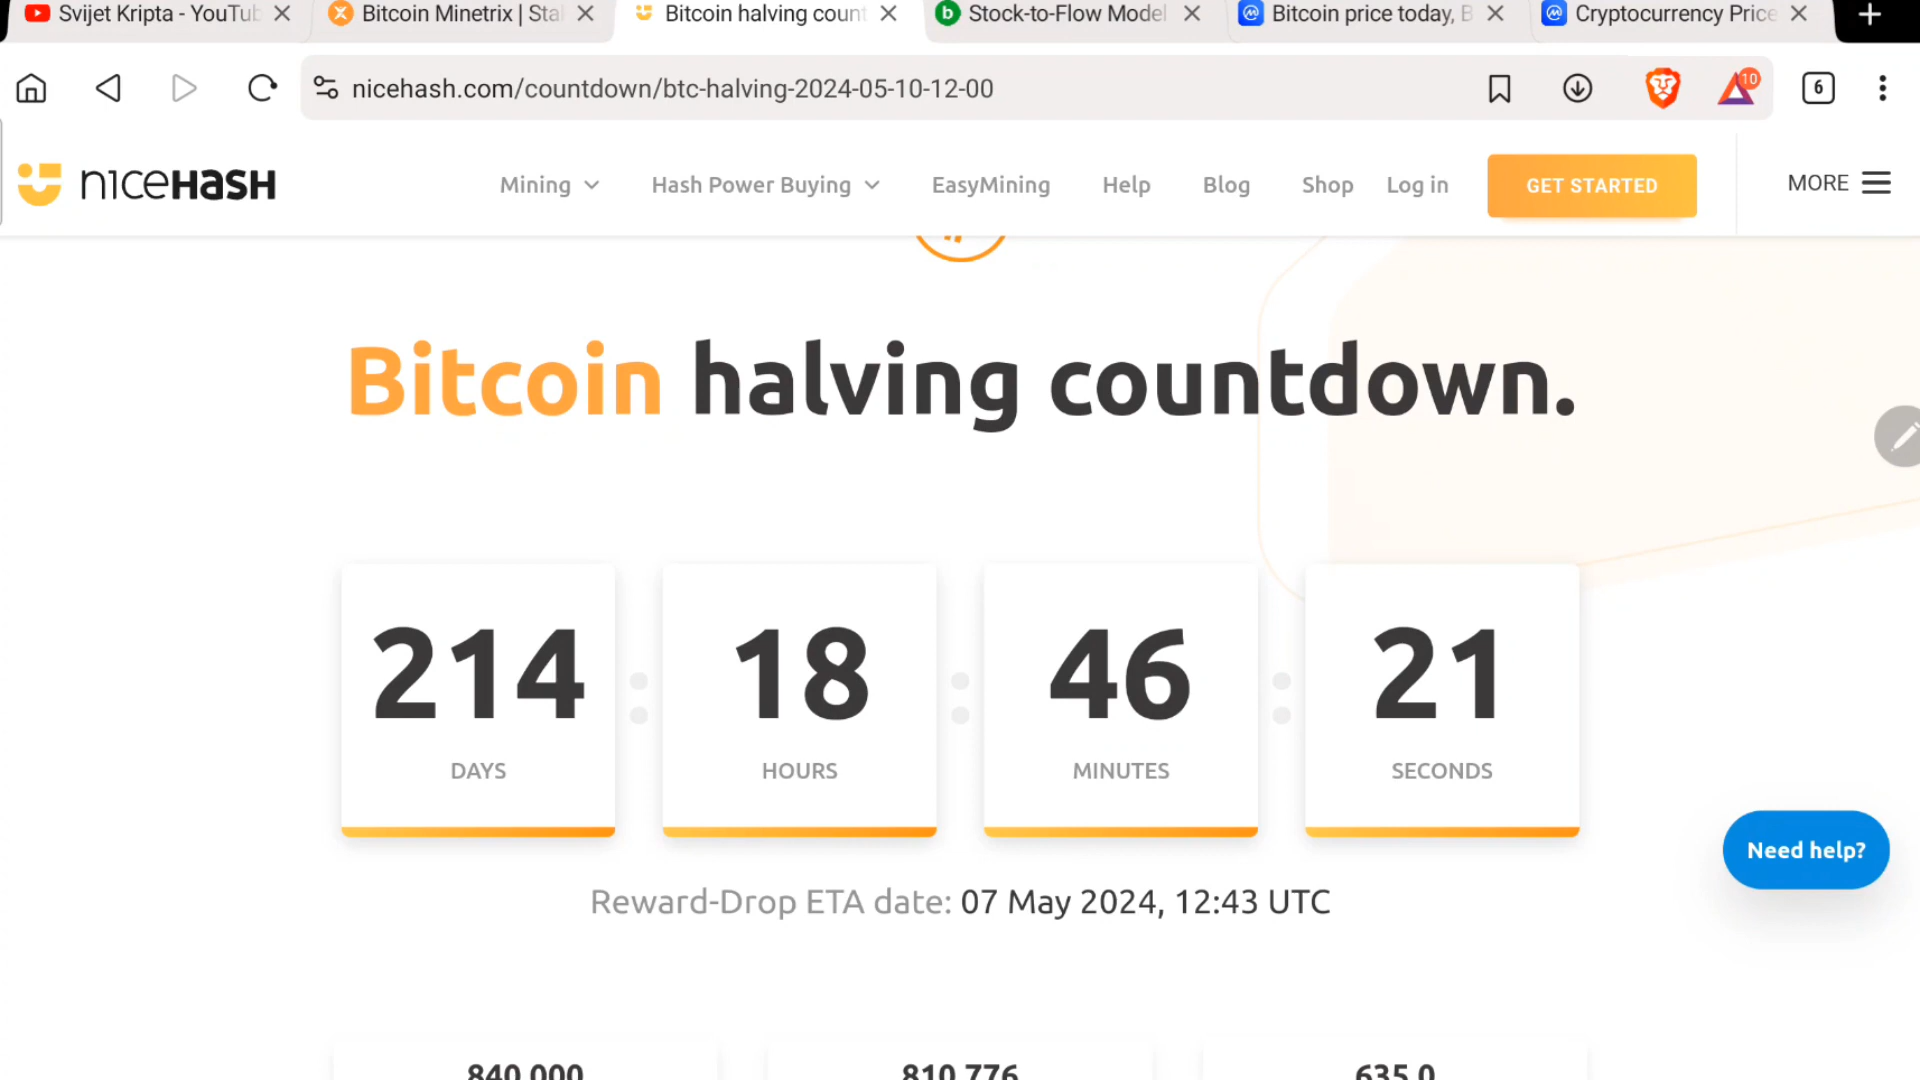 Svijet Kripta - YouTub
Bitcoin Minetrix | Sta
Bitcoin halving count
Stock-to-Flow Model
Bitcoin price today, B
Cryptocurrency Price
nicehash.com/countdown/btc-halving-2024-05-10-12-00
10
6
nicehash
Mining
Hash Power Buying
EasyMining
Help
Blog
Shop
Log in
GET STARTED
MORE
Bitcoin halving countdown.
214 : 18 : 46 : 21
DAYS HOURS MINUTES SECONDS
Need help?
Reward-Drop ETA date: 07 May 2024, 12:43 UTC
840,000 810,776 635.0